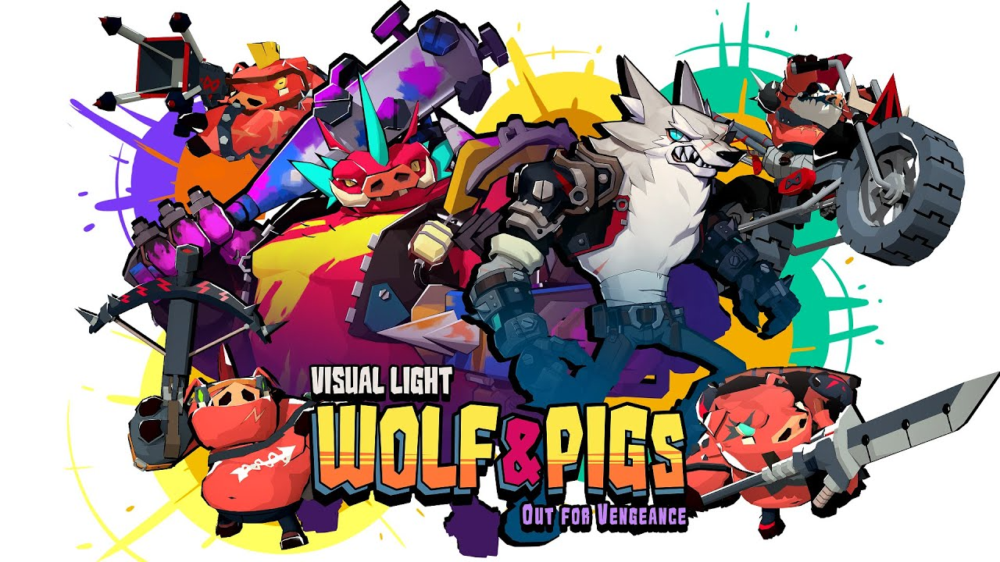 VISUAL LIGHT
WOLF & PIGS
OUT FOR VENGEANCE